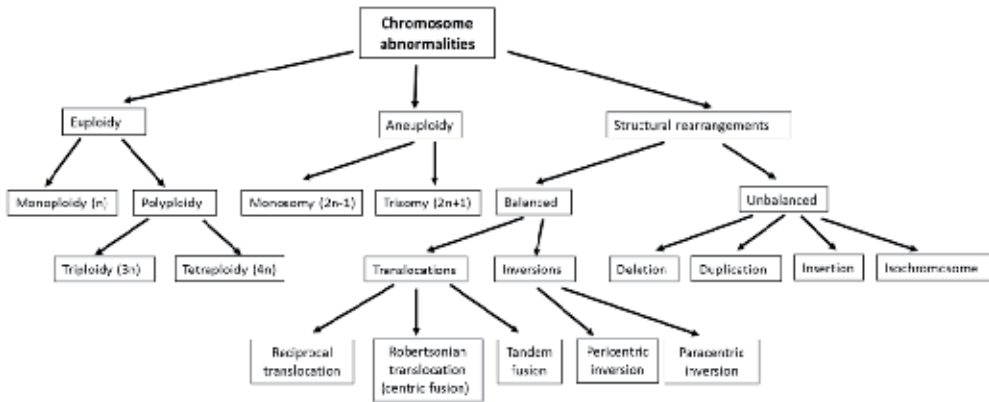 Chromosome
abnormalities
Euploidy
Aneuploidy
Structural rearrangements
Monoploidy (n)
Polyploidy
Monosomy (2n-1)
Trisomy (2n+1)
Balanced
Unbalanced
Triploidy (3n)
Tetraploidy (4n)
Translocations
Inversions
Deletion
Duplication
Insertion
Isochromosome
Reciprocal
translocation
Robertsonian
translocation
(centric fusion)
Tandem
fusion
Pericentric
inversion
Paracentric
inversion